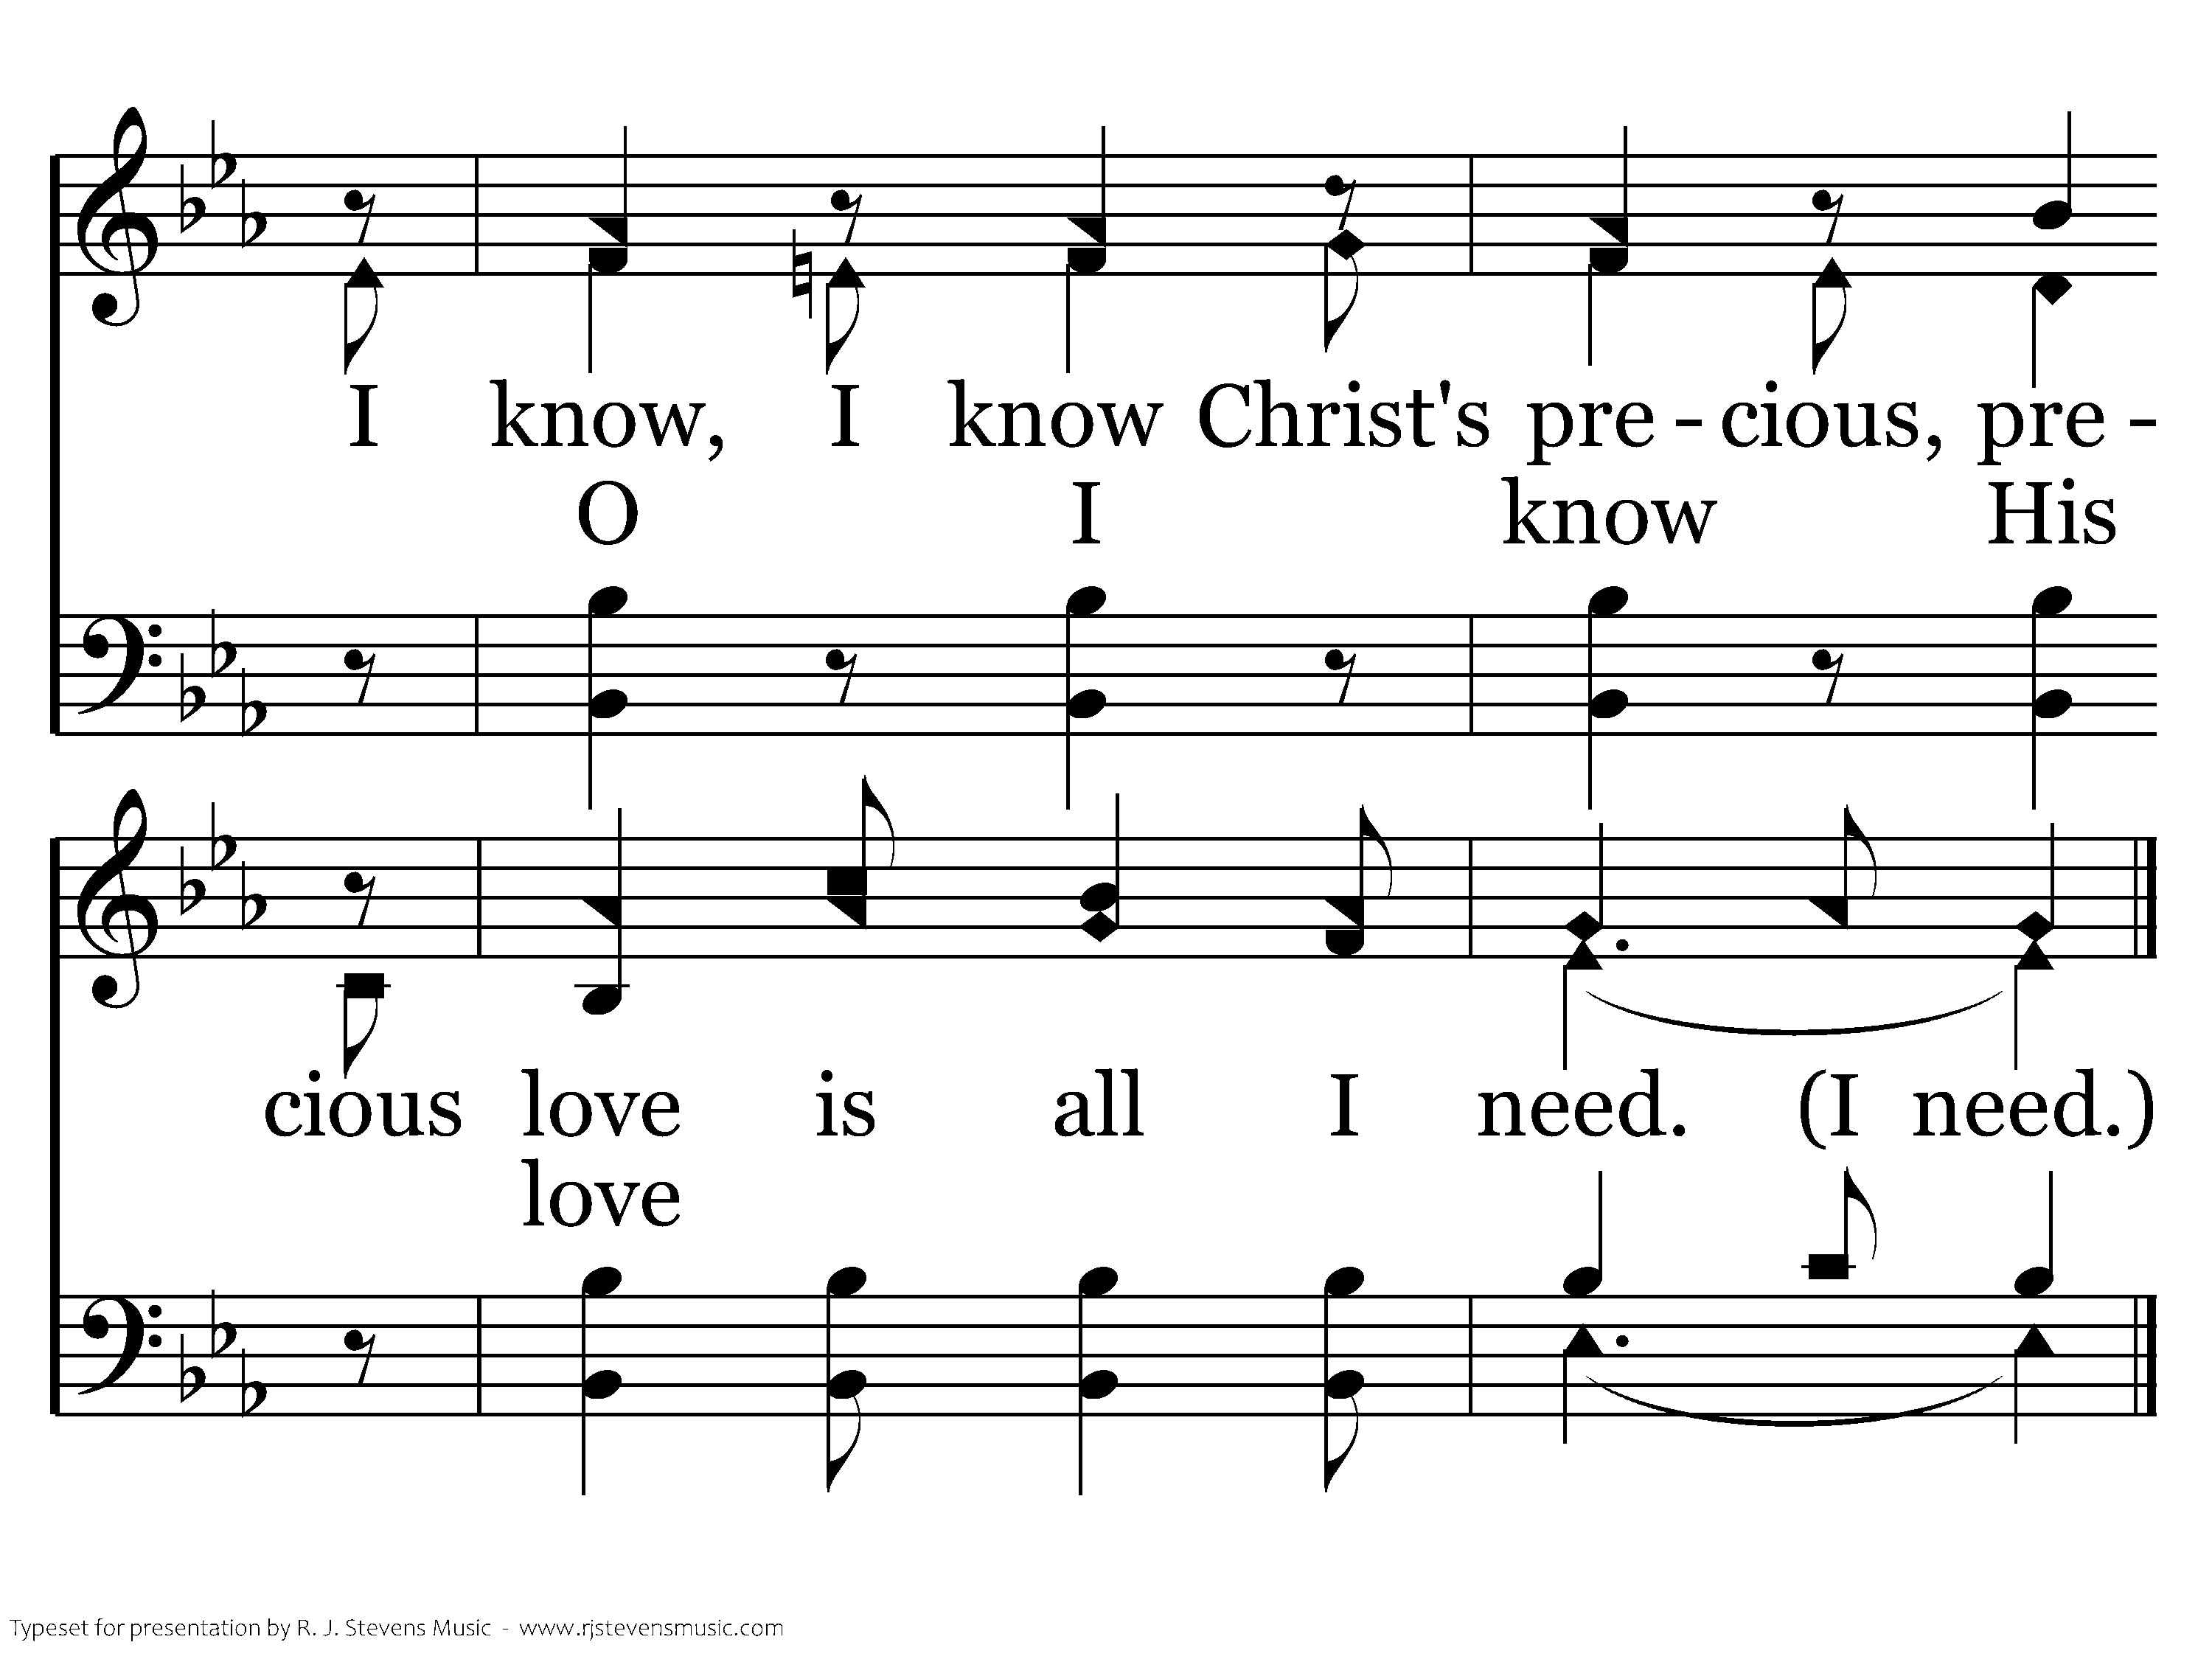 I know, I know Christ's pre - cious, pre -
O I know His
cious love is all I need. (I need.)
love
Typeset for presentation by R. J. Stevens Music - www.rjstevensmusic.com